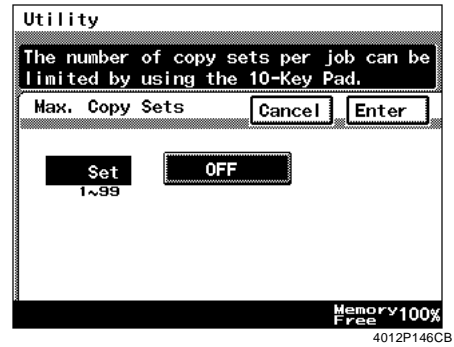 Utility
The number of copy sets per job can be
limited by using the 10-Key Pad.
Max. Copy Sets Cancel Enter
Set OFF
1~99
Memory 100%
Free
4012P146CB